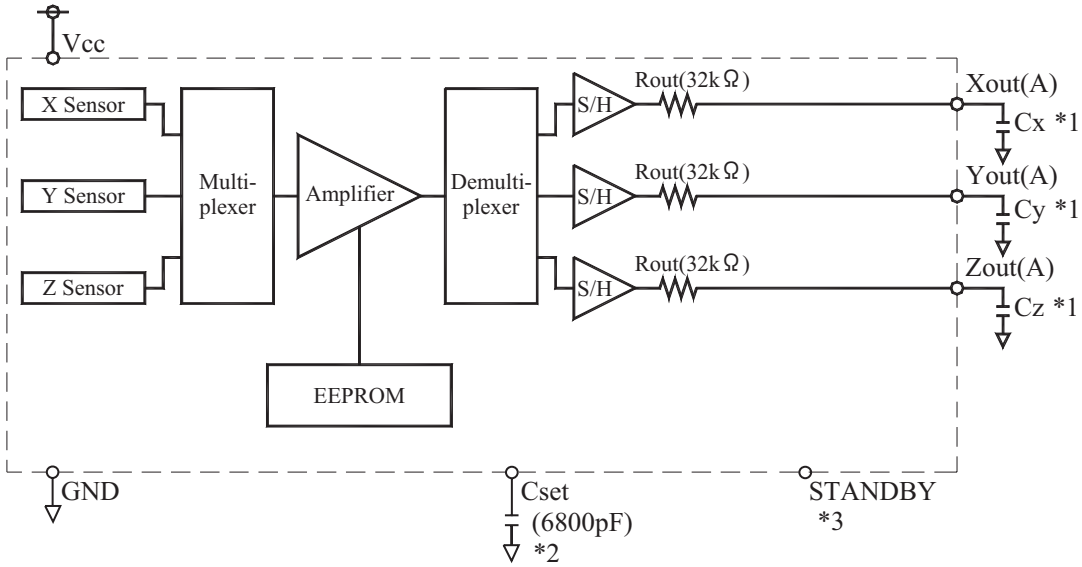 Vcc
X Sensor
Y Sensor
Z Sensor
Multi-
plexer
Amplifier
EEPROM
Demulti-
plexer
S/H
Rout(32kΩ)
Xout(A)
Cx *1
S/H
Rout(32kΩ)
Yout(A)
Cy *1
S/H
Rout(32kΩ)
Zout(A)
Cz *1
GND
Cset
(6800pF)
*2
STANDBY
*3